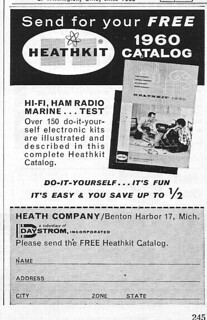 Send for your FREE
HEATHKIT
1960
CATALOG
HI-FI, HAM RADIO
MARINE... TEST
Over 150 do-it-your-
self electronic kits
are illustrated and
described in this
complete Heathkit
Catalog.
HEATHKIT 1960
DO-IT-YOURSELF...IT'S FUN
IT'S EASY & YOU SAVE UP TO 1/2
HEATH COMPANY/Benton Harbor 17, Mich.
a subsidiary of
DAYSTROM, INCORPORATED
Please send the FREE Heathkit Catalog.
NAME
ADDRESS
CITY ZONE STATE
245